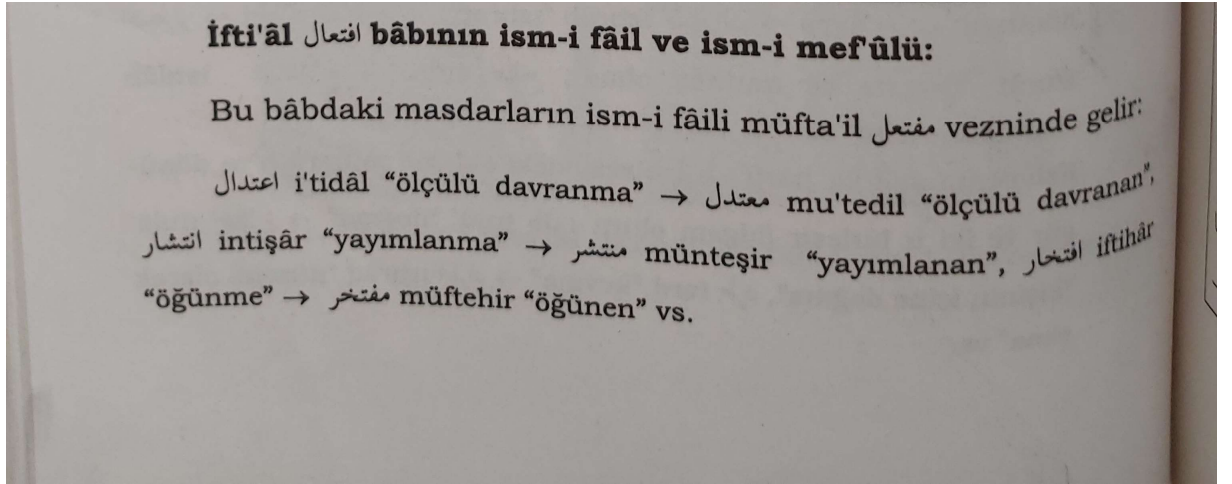 İfti'âl افتعال bâbının ism-i fâil ve ism-i mef'ûlü:
Bu bâbdaki masdarların ism-i fâili müfta'il مفتعل vezninde gelir:
اعتدال i'tidâl “ölçülü davranma” → معتدل mu'tedil “ölçülü davranan”,
انتشار intişâr “yayımlanma” → منتشر münteşir “yayımlanan”, افتخار iftihâr
“öğünme” → مفتخر müftehir “öğünen” vs.